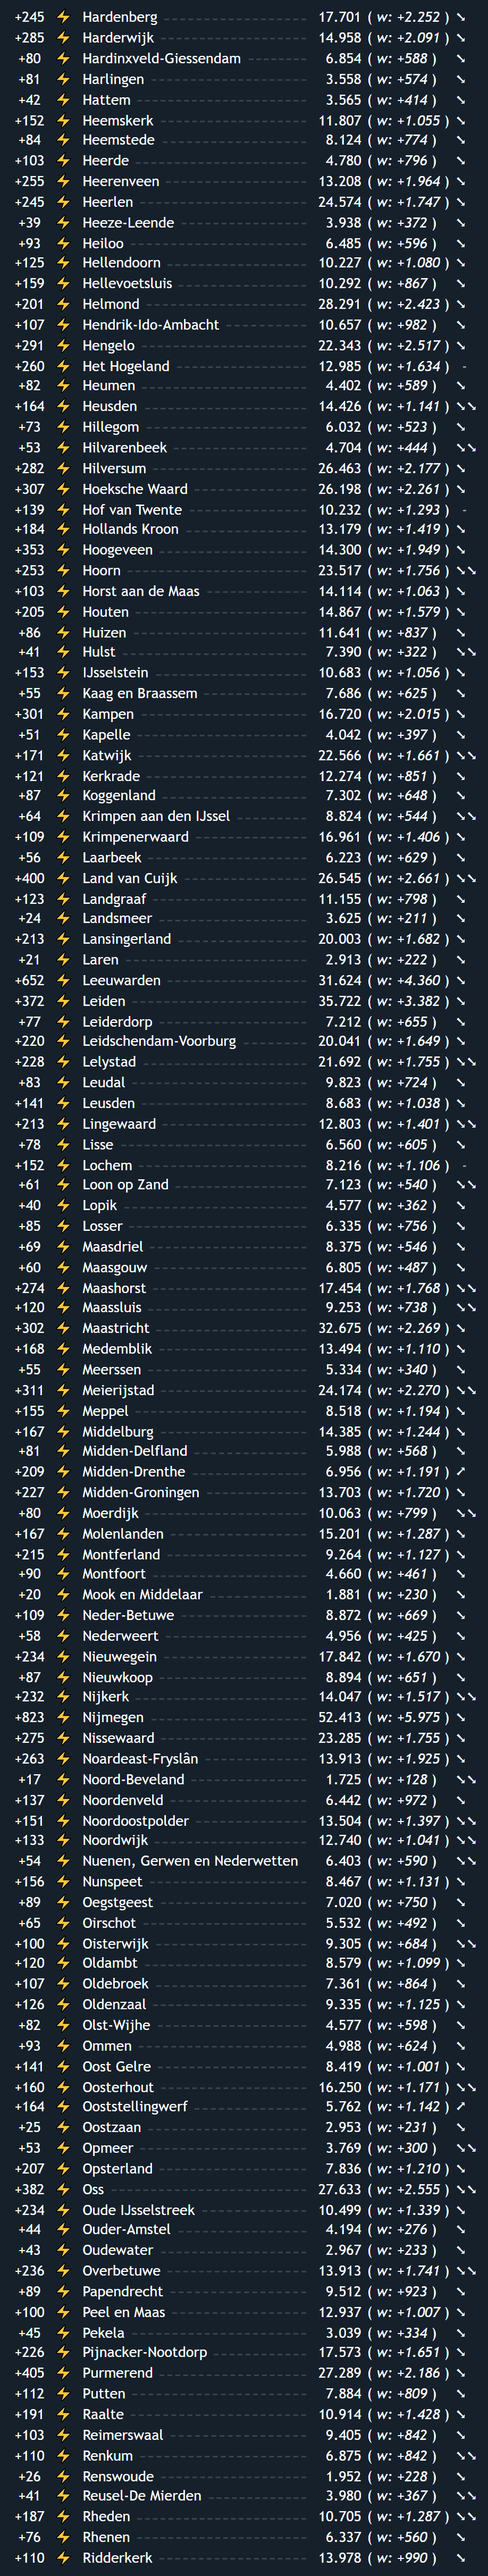 +245 ⚡ Hardenberg 17.701 ( w: +2.252 ) ⭨
+285 ⚡ Harderwijk 14.958 ( w: +2.091 ) ⭨
+80 ⚡ Hardinxveld-Giessendam 6.854 ( w: +588 ) ⭨
+81 ⚡ Harlingen 3.558 ( w: +574 ) ⭨
+42 ⚡ Hattem 3.565 ( w: +414 ) ⭨
+152 ⚡ Heemskerk 11.807 ( w: +1.055 ) ⭨
+84 ⚡ Heemstede 8.124 ( w: +774 ) ⭨
+103 ⚡ Heerde 4.780 ( w: +796 ) ⭨
+255 ⚡ Heerenveen 13.208 ( w: +1.964 ) ⭨
+245 ⚡ Heerlen 24.574 ( w: +1.747 ) ⭨
+39 ⚡ Heeze-Leende 3.938 ( w: +372 ) ⭨
+93 ⚡ Heiloo 6.485 ( w: +596 ) ⭨
+125 ⚡ Hellendoorn 10.227 ( w: +1.080 ) ⭨
+159 ⚡ Hellevoetsluis 10.292 ( w: +867 ) ⭨
+201 ⚡ Helmond 28.291 ( w: +2.423 ) ⭨
+107 ⚡ Hendrik-Ido-Ambacht 10.657 ( w: +982 ) ⭨
+291 ⚡ Hengelo 22.343 ( w: +2.517 ) ⭨
+260 ⚡ Het Hogeland 12.985 ( w: +1.634 ) -
+82 ⚡ Heumen 4.402 ( w: +589 ) ⭨
+164 ⚡ Heusden 14.426 ( w: +1.141 ) ⭨⭨
+73 ⚡ Hillegom 6.032 ( w: +523 ) ⭨
+53 ⚡ Hilvarenbeek 4.704 ( w: +444 ) ⭨⭨
+282 ⚡ Hilversum 26.463 ( w: +2.177 ) ⭨
+307 ⚡ Hoeksche Waard 26.198 ( w: +2.261 ) ⭨
+139 ⚡ Hof van Twente 10.232 ( w: +1.293 ) -
+184 ⚡ Hollands Kroon 13.179 ( w: +1.419 ) ⭨
+353 ⚡ Hoogeveen 14.300 ( w: +1.949 ) ⭨
+253 ⚡ Hoorn 23.517 ( w: +1.756 ) ⭨⭨
+103 ⚡ Horst aan de Maas 14.114 ( w: +1.063 ) ⭨
+205 ⚡ Houten 14.867 ( w: +1.579 ) ⭨
+86 ⚡ Huizen 11.641 ( w: +837 ) ⭨
+41 ⚡ Hulst 7.390 ( w: +322 ) ⭨⭨
+153 ⚡ IJsselstein 10.683 ( w: +1.056 ) ⭨
+55 ⚡ Kaag en Braassem 7.686 ( w: +625 ) ⭨
+301 ⚡ Kampen 16.720 ( w: +2.015 ) ⭨
+51 ⚡ Kapelle 4.042 ( w: +397 ) ⭨
+171 ⚡ Katwijk 22.566 ( w: +1.661 ) ⭨⭨
+121 ⚡ Kerkrade 12.274 ( w: +851 ) ⭨
+87 ⚡ Koggenland 7.302 ( w: +648 ) ⭨
+64 ⚡ Krimpen aan den IJssel 8.824 ( w: +544 ) ⭨⭨
+109 ⚡ Krimpenerwaard 16.961 ( w: +1.406 ) ⭨
+56 ⚡ Laarbeek 6.223 ( w: +629 ) ⭨
+400 ⚡ Land van Cuijk 26.545 ( w: +2.661 ) ⭨⭨
+123 ⚡ Landgraaf 11.155 ( w: +798 ) ⭨
+24 ⚡ Landsmeer 3.625 ( w: +211 ) ⭨
+213 ⚡ Lansingerland 20.003 ( w: +1.682 ) ⭨
+21 ⚡ Laren 2.913 ( w: +222 ) ⭨
+652 ⚡ Leeuwarden 31.624 ( w: +4.360 ) ⭨
+372 ⚡ Leiden 35.722 ( w: +3.382 ) ⭨
+77 ⚡ Leiderdorp 7.212 ( w: +655 ) ⭨
+220 ⚡ Leidschendam-Voorburg 20.041 ( w: +1.649 ) ⭨
+228 ⚡ Lelystad 21.692 ( w: +1.755 ) ⭨⭨
+83 ⚡ Leudal 9.823 ( w: +724 ) ⭨
+141 ⚡ Leusden 8.683 ( w: +1.038 ) ⭨
+213 ⚡ Lingewaard 12.803 ( w: +1.401 ) ⭨⭨
+78 ⚡ Lisse 6.560 ( w: +605 ) ⭨
+152 ⚡ Lochem 8.216 ( w: +1.106 ) -
+61 ⚡ Loon op Zand 7.123 ( w: +540 ) ⭨⭨
+40 ⚡ Lopik 4.577 ( w: +362 ) ⭨
+85 ⚡ Losser 6.335 ( w: +756 ) ⭨
+69 ⚡ Maasdriel 8.375 ( w: +546 ) ⭨
+60 ⚡ Maasgouw 6.805 ( w: +487 ) ⭨
+274 ⚡ Maashorst 17.454 ( w: +1.768 ) ⭨⭨
+120 ⚡ Maassluis 9.253 ( w: +738 ) ⭨⭨
+302 ⚡ Maastricht 32.675 ( w: +2.269 ) ⭨
+168 ⚡ Medemblik 13.494 ( w: +1.110 ) ⭨
+55 ⚡ Meerssen 5.334 ( w: +340 ) ⭨
+311 ⚡ Meierijstad 24.174 ( w: +2.270 ) ⭨⭨
+155 ⚡ Meppel 8.518 ( w: +1.194 ) ⭨
+167 ⚡ Middelburg 14.385 ( w: +1.244 ) ⭨
+81 ⚡ Midden-Delfland 5.988 ( w: +568 ) ⭨
+209 ⚡ Midden-Drenthe 6.956 ( w: +1.191 ) ⭧
+227 ⚡ Midden-Groningen 13.703 ( w: +1.720 ) ⭨
+80 ⚡ Moerdijk 10.063 ( w: +799 ) ⭨⭨
+167 ⚡ Molenlanden 15.201 ( w: +1.287 ) ⭨
+215 ⚡ Montferland 9.264 ( w: +1.127 ) ⭨
+90 ⚡ Montfoort 4.660 ( w: +461 ) ⭨
+20 ⚡ Mook en Middelaar 1.881 ( w: +230 ) ⭨
+109 ⚡ Neder-Betuwe 8.872 ( w: +669 ) ⭨
+58 ⚡ Nederweert 4.956 ( w: +425 ) ⭨
+234 ⚡ Nieuwegein 17.842 ( w: +1.670 ) ⭨
+87 ⚡ Nieuwkoop 8.894 ( w: +651 ) ⭨
+232 ⚡ Nijkerk 14.047 ( w: +1.517 ) ⭨⭨
+823 ⚡ Nijmegen 52.413 ( w: +5.975 ) ⭨
+275 ⚡ Nissewaard 23.285 ( w: +1.755 ) ⭨
+263 ⚡ Noardeast-Fryslân 13.913 ( w: +1.925 ) ⭨
+17 ⚡ Noord-Beveland 1.725 ( w: +128 ) ⭨⭨
+137 ⚡ Noordenveld 6.442 ( w: +972 ) ⭨
+151 ⚡ Noordoostpolder 13.504 ( w: +1.397 ) ⭨⭨
+133 ⚡ Noordwijk 12.740 ( w: +1.041 ) ⭨⭨
+54 ⚡ Nuenen, Gerwen en Nederwetten 6.403 ( w: +590 ) ⭨⭨
+156 ⚡ Nunspeet 8.467 ( w: +1.131 ) ⭨
+89 ⚡ Oegstgeest 7.020 ( w: +750 ) ⭨
+65 ⚡ Oirschot 5.532 ( w: +492 ) ⭨
+100 ⚡ Oisterwijk 9.305 ( w: +684 ) ⭨⭨
+120 ⚡ Oldambt 8.579 ( w: +1.099 ) ⭨
+107 ⚡ Oldebroek 7.361 ( w: +864 ) ⭨
+126 ⚡ Oldenzaal 9.335 ( w: +1.125 ) ⭨
+82 ⚡ Olst-Wijhe 4.577 ( w: +598 ) ⭨
+93 ⚡ Ommen 4.988 ( w: +624 ) ⭨
+141 ⚡ Oost Gelre 8.419 ( w: +1.001 ) ⭨
+160 ⚡ Oosterhout 16.250 ( w: +1.171 ) ⭨⭨
+164 ⚡ Ooststellingwerf 5.762 ( w: +1.142 ) ⭧
+25 ⚡ Oostzaan 2.953 ( w: +231 ) ⭨
+53 ⚡ Opmeer 3.769 ( w: +300 ) ⭨⭨
+207 ⚡ Opsterland 7.836 ( w: +1.210 ) ⭨
+382 ⚡ Oss 27.633 ( w: +2.555 ) ⭨⭨
+234 ⚡ Oude IJsselstreek 10.499 ( w: +1.339 ) ⭨
+44 ⚡ Ouder-Amstel 4.194 ( w: +276 ) ⭨
+43 ⚡ Oudewater 2.967 ( w: +233 ) ⭨
+236 ⚡ Overbetuwe 13.913 ( w: +1.741 ) ⭨⭨
+89 ⚡ Papendrecht 9.512 ( w: +923 ) ⭨
+100 ⚡ Peel en Maas 12.937 ( w: +1.007 ) ⭨
+45 ⚡ Pekela 3.039 ( w: +334 ) ⭨
+226 ⚡ Pijnacker-Nootdorp 17.573 ( w: +1.651 ) ⭨
+405 ⚡ Purmerend 27.289 ( w: +2.186 ) ⭨
+112 ⚡ Putten 7.884 ( w: +809 ) ⭨
+191 ⚡ Raalte 10.914 ( w: +1.428 ) ⭨
+103 ⚡ Reimerswaal 9.405 ( w: +842 ) ⭨
+110 ⚡ Renkum 6.875 ( w: +842 ) ⭨⭨
+26 ⚡ Renswoude 1.952 ( w: +228 ) ⭨
+41 ⚡ Reusel-De Mierden 3.980 ( w: +367 ) ⭨⭨
+187 ⚡ Rheden 10.705 ( w: +1.287 ) ⭨⭨
+76 ⚡ Rhenen 6.337 ( w: +560 ) ⭨
+110 ⚡ Ridderkerk 13.978 ( w: +990 ) ⭨